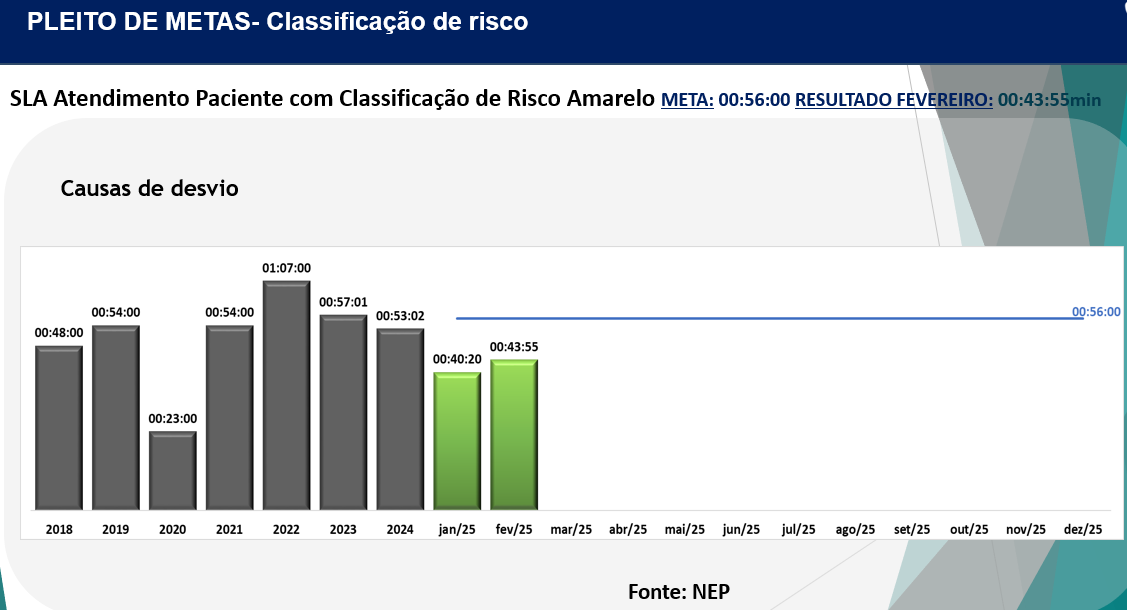 PLEITO DE METAS- Classificação de risco
SLA Atendimento Paciente com Classificação de Risco Amarelo META: 00:56:00 RESULTADO FEVEREIRO: 00:43:55min
Causas de desvio
01:07:00
00:57:01
00:54:00
00:54:00
00:53:02
00:56:00
00:48:00
00:43:55
00:40:20
00:23:00
2018 2019 2020 2021 2022 2023 2024 jan/25 fev/25 mar/25 abr/25 mai/25 jun/25 jul/25 ago/25 set/25 out/25 nov/25 dez/25
Fonte: NEP